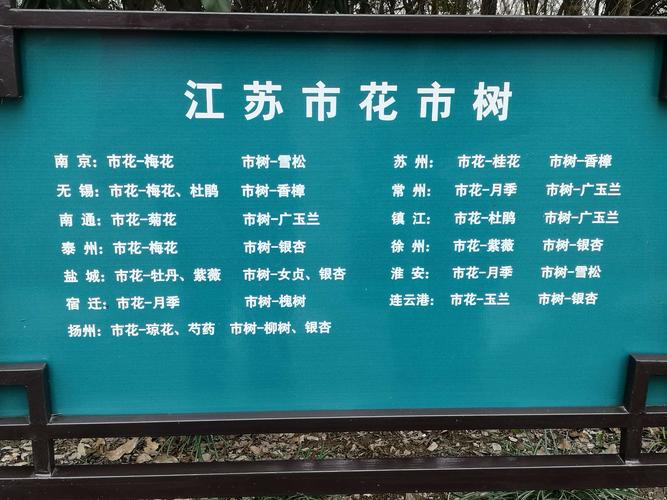 江苏市花市树
南 京：市花-梅花 市树-雪松 苏 州： 市花-桂花 市树-香樟
无 锡：市花-梅花、杜鹃 市树-香樟 常 州： 市花-月季 市树-广玉兰
南 通：市花-菊花 市树-广玉兰 镇 江： 市花-杜鹃 市树-广玉兰
泰 州：市花-梅花 市树-银杏 徐 州： 市花-紫薇 市树-银杏
盐 城：市花-牡丹、紫薇 市树-女贞、银杏 淮 安： 市花-月季 市树-雪松
宿 迁：市花-月季 市树-槐树 连云港： 市花-玉兰 市树-银杏
扬州：市花-琼花、芍药 市树-柳树、银杏